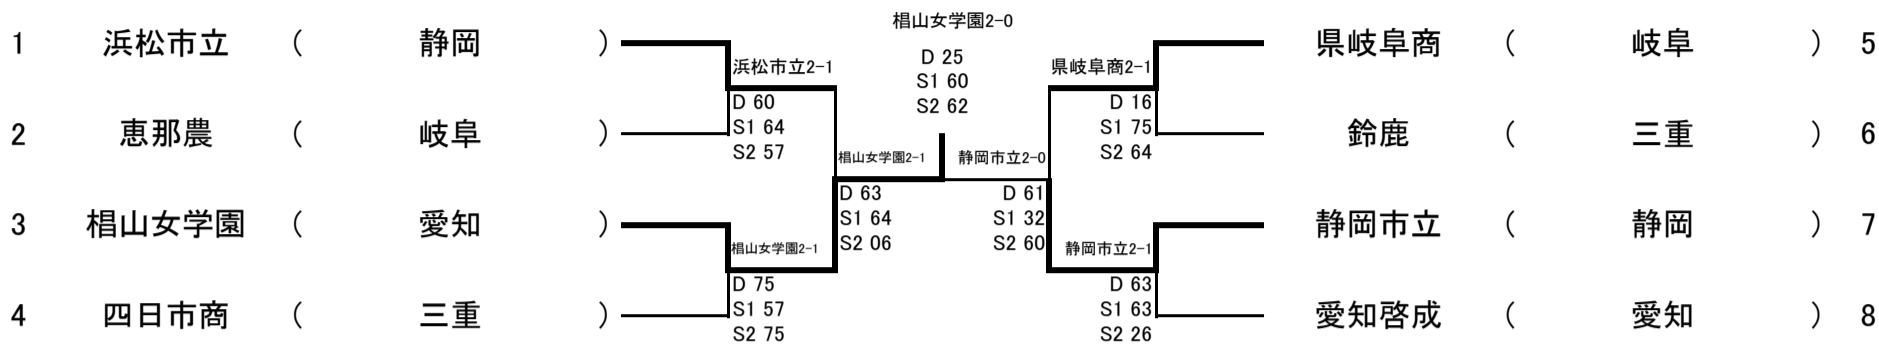 椙山女学園2-0
D 25
S1 60
S2 62
1 浜松市立 ( 静岡 )
浜松市立2-1
D 60
S1 64
S2 57
2 恵那農 ( 岐阜 )
椙山女学園2-1
D 63
S1 64
S2 06
3 椙山女学園 ( 愛知 )
椙山女学園2-1
D 75
S1 57
S2 75
4 四日市商 ( 三重 )
県岐阜商 ( 岐阜 ) 5
県岐阜商2-1
D 16
S1 75
S2 64
鈴鹿 ( 三重 ) 6
静岡市立2-0
D 61
S1 32
S2 60
静岡市立 ( 静岡 ) 7
静岡市立2-1
D 63
S1 63
S2 26
愛知啓成 ( 愛知 ) 8